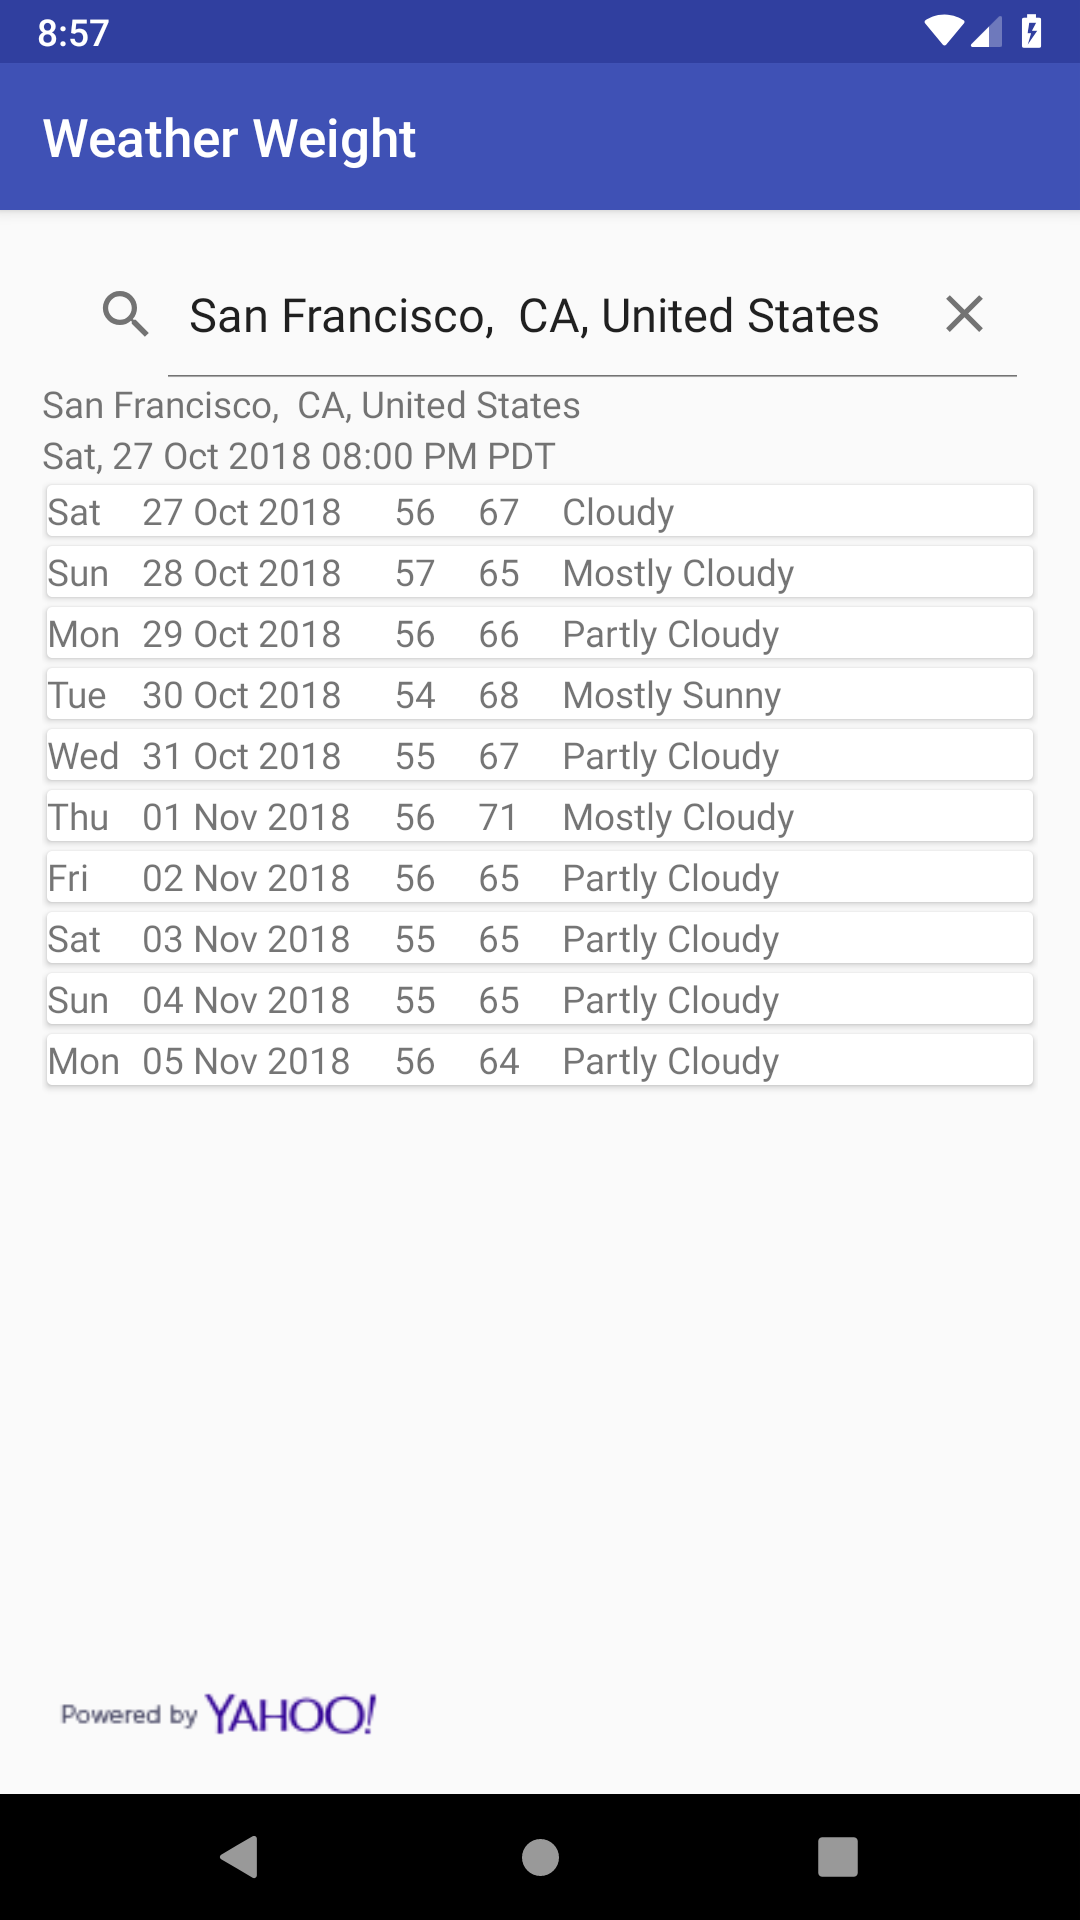 8:57
Weather Weight
San Francisco,  CA, United States
San Francisco,  CA, United States
Sat, 27 Oct 2018 08:00 PM PDT
Sat 27 Oct 2018 56 67 Cloudy
Sun 28 Oct 2018 57 65 Mostly Cloudy
Mon 29 Oct 2018 56 66 Partly Cloudy
Tue 30 Oct 2018 54 68 Mostly Sunny
Wed 31 Oct 2018 55 67 Partly Cloudy
Thu 01 Nov 2018 56 71 Mostly Cloudy
Fri 02 Nov 2018 56 65 Partly Cloudy
Sat 03 Nov 2018 55 65 Partly Cloudy
Sun 04 Nov 2018 55 65 Partly Cloudy
Mon 05 Nov 2018 56 64 Partly Cloudy
Powered by YAHOO!